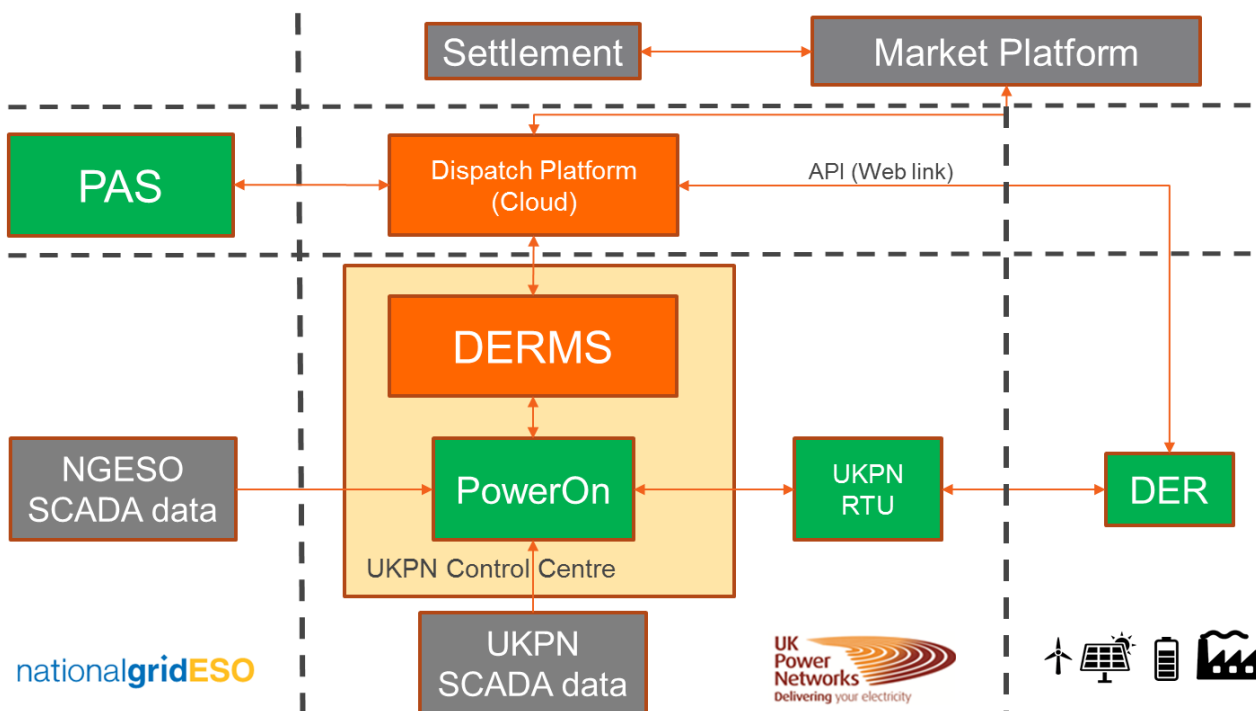 Settlement
Market Platform
PAS
Dispatch Platform
(Cloud)
API (Web link)
DERMS
NGESO
SCADA data
PowerOn
UKPN
RTU
DER
UKPN Control Centre
UKPN
SCADA data
nationalgridESO
UK
Power
Networks
Delivering your electricity